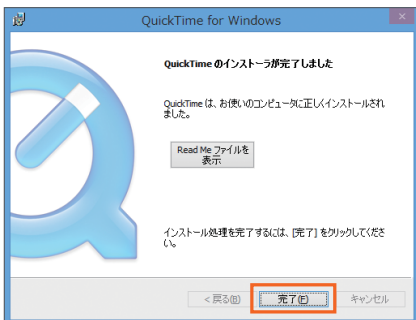 QuickTime for Windows
QuickTime のインストーラが完了しました
QuickTime は、お使いのコンピュータに正しくインストールされ
ました。
Read Me ファイルを
表示
インストール処理を完了するには、[完了] をクリックしてくださ
い。
< 戻る(B)
完了(F)
キャンセル